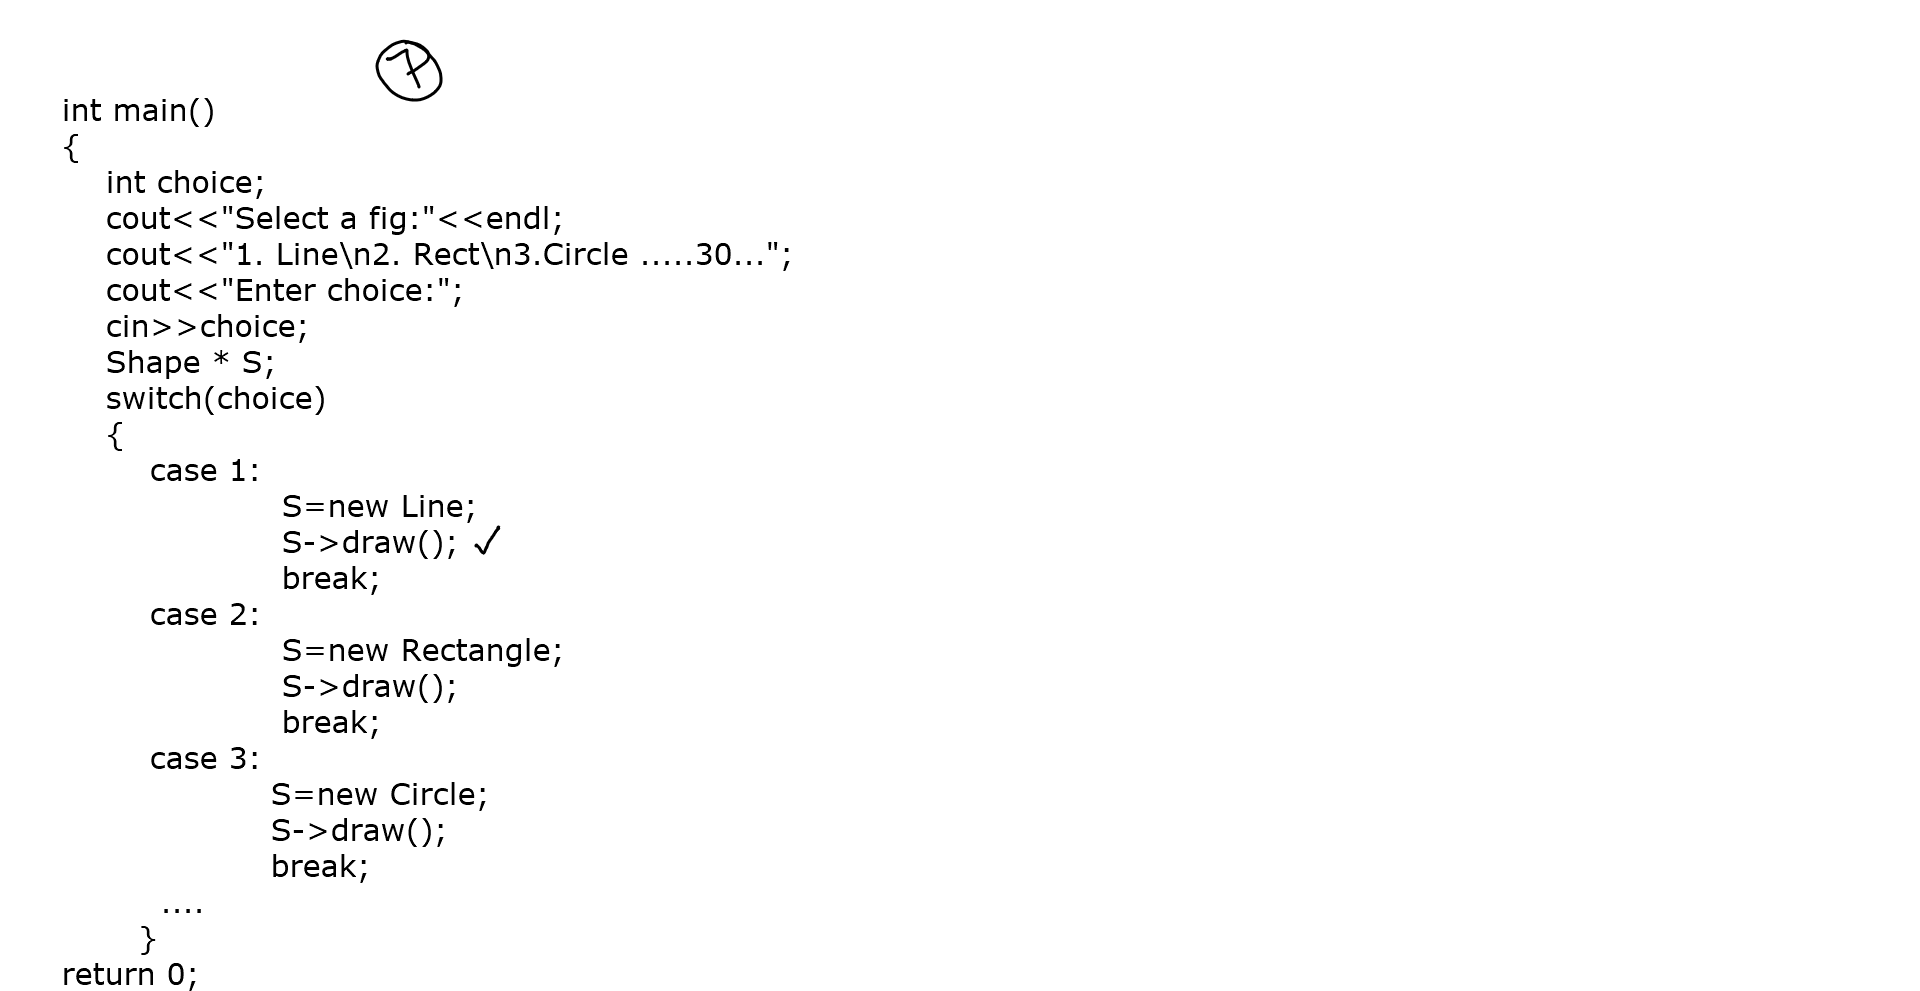 7
int main()
{
int choice;
cout<<"Select a fig:"<<endl;
cout<<"1. Line\n2. Rect\n3.Circle .....30...";
cout<<"Enter choice:";
cin>>choice;
Shape * S;
switch(choice)
{
case 1:
S=new Line;
S->draw(); ✓
break;
case 2:
S=new Rectangle;
S->draw();
break;
case 3:
S=new Circle;
S->draw();
break;
....
}
return 0;